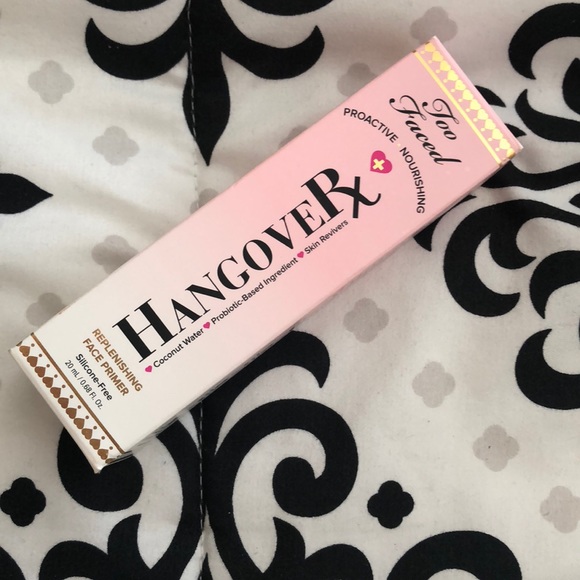 Too
Faced
PROACTIVE • NOURISHING
HANGOVERX
Coconut Water Probiotic-Based Ingredient Skin Revivers
REPLENISHING
FACE PRIMER
Silicone-Free
20 mL / 0.68 Fl. Oz.